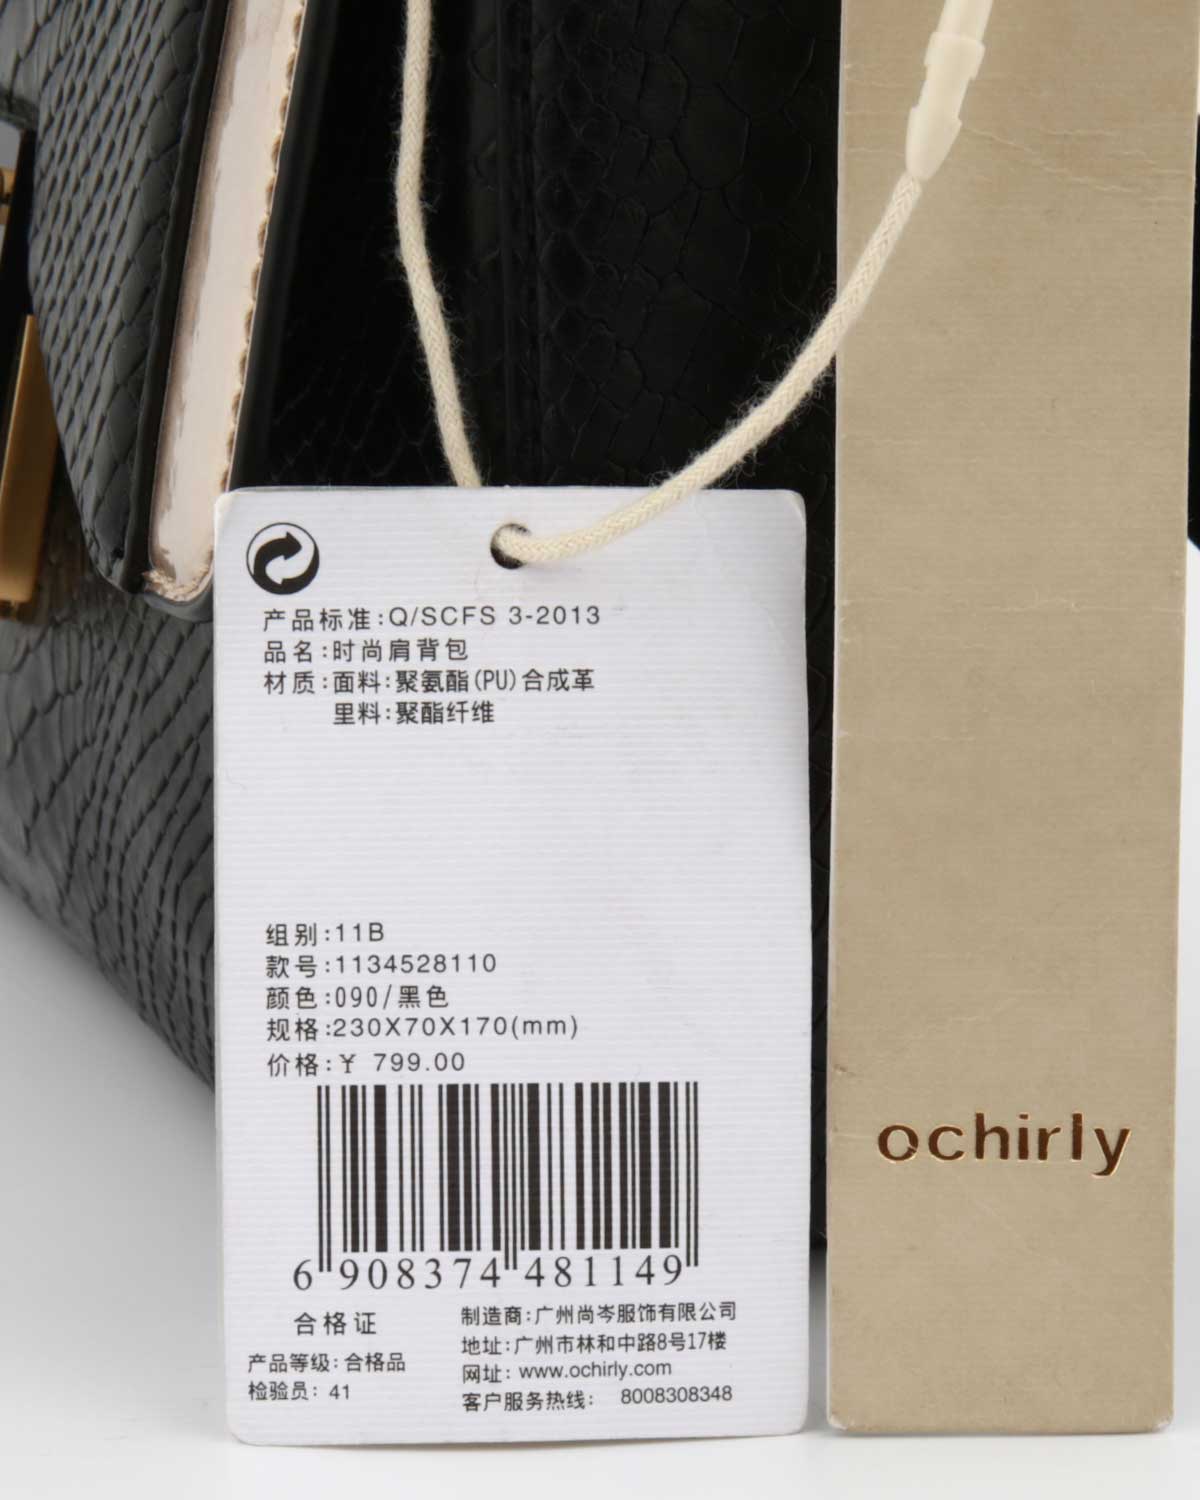 产品标准:Q/SCFS 3-2013
品名:时尚肩背包
材质:面料:聚氨酯(PU)合成革
里料:聚酯纤维
组别:11B
款号:1134528110
颜色:090/黑色
规格:230X70X170(mm)
价格:¥ 799.00
6 908374 481149
合格证
产品等级:合格品
检验员: 41
制造商:广州尚岑服饰有限公司
地址:广州市林和中路8号17楼
网址: www.ochirly.com
客户服务热线: 8008308348
ochirly